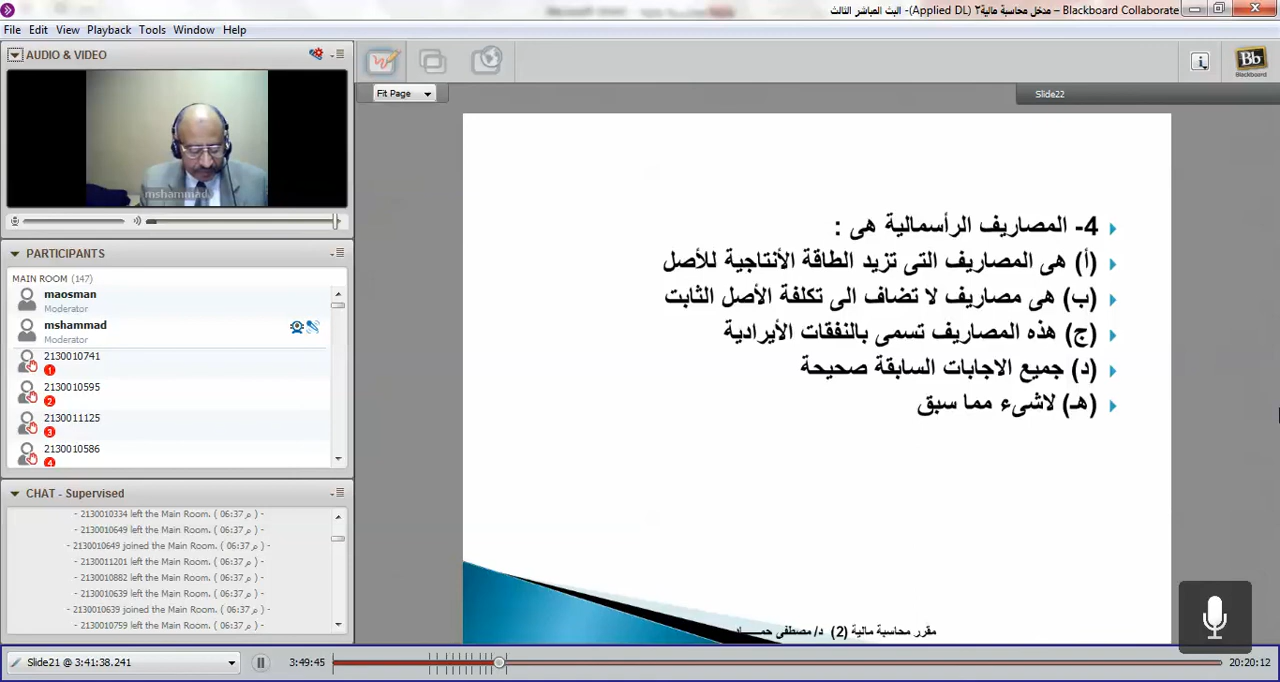 مدخل محاسبة مالية٢ (Applied DL)- البث المباشر الثالث – Blackboard Collaborate
File Edit View Playback Tools Window Help
AUDIO & VIDEO
mshammad
PARTICIPANTS
MAIN ROOM (147)
maosman
Moderator
mshammad
Moderator
2130010741
1
2130010595
2
2130011125
3
2130010586
4
CHAT - Supervised
- 2130010334 left the Main Room. ( 06:37 م ) -
- 2130010649 left the Main Room. ( 06:37 م ) -
- 2130010649 joined the Main Room. ( 06:37 م ) -
- 2130011201 left the Main Room. ( 06:37 م ) -
- 2130010882 left the Main Room. ( 06:37 م ) -
- 2130010639 left the Main Room. ( 06:37 م ) -
- 2130010639 joined the Main Room. ( 06:37 م ) -
- 2130010759 left the Main Room. ( 06:37 م ) -
Fit Page
Slide22
Bb
Blackboard
4- المصاريف الرأسمالية هى :
(أ) هى المصاريف التى تزيد الطاقة الأنتاجية للأصل
(ب) هى مصاريف لا تضاف الى تكلفة الأصل الثابت
(ج) هذه المصاريف تسمى بالنفقات الأيرادية
(د) جميع الاجابات السابقة صحيحة
(هـ) لاشىء مما سبق
مقرر محاسبة مالية (2) د/ مصطفى حمـــــاد
Slide21 @ 3:41:38.241
3:49:45
20:20:12